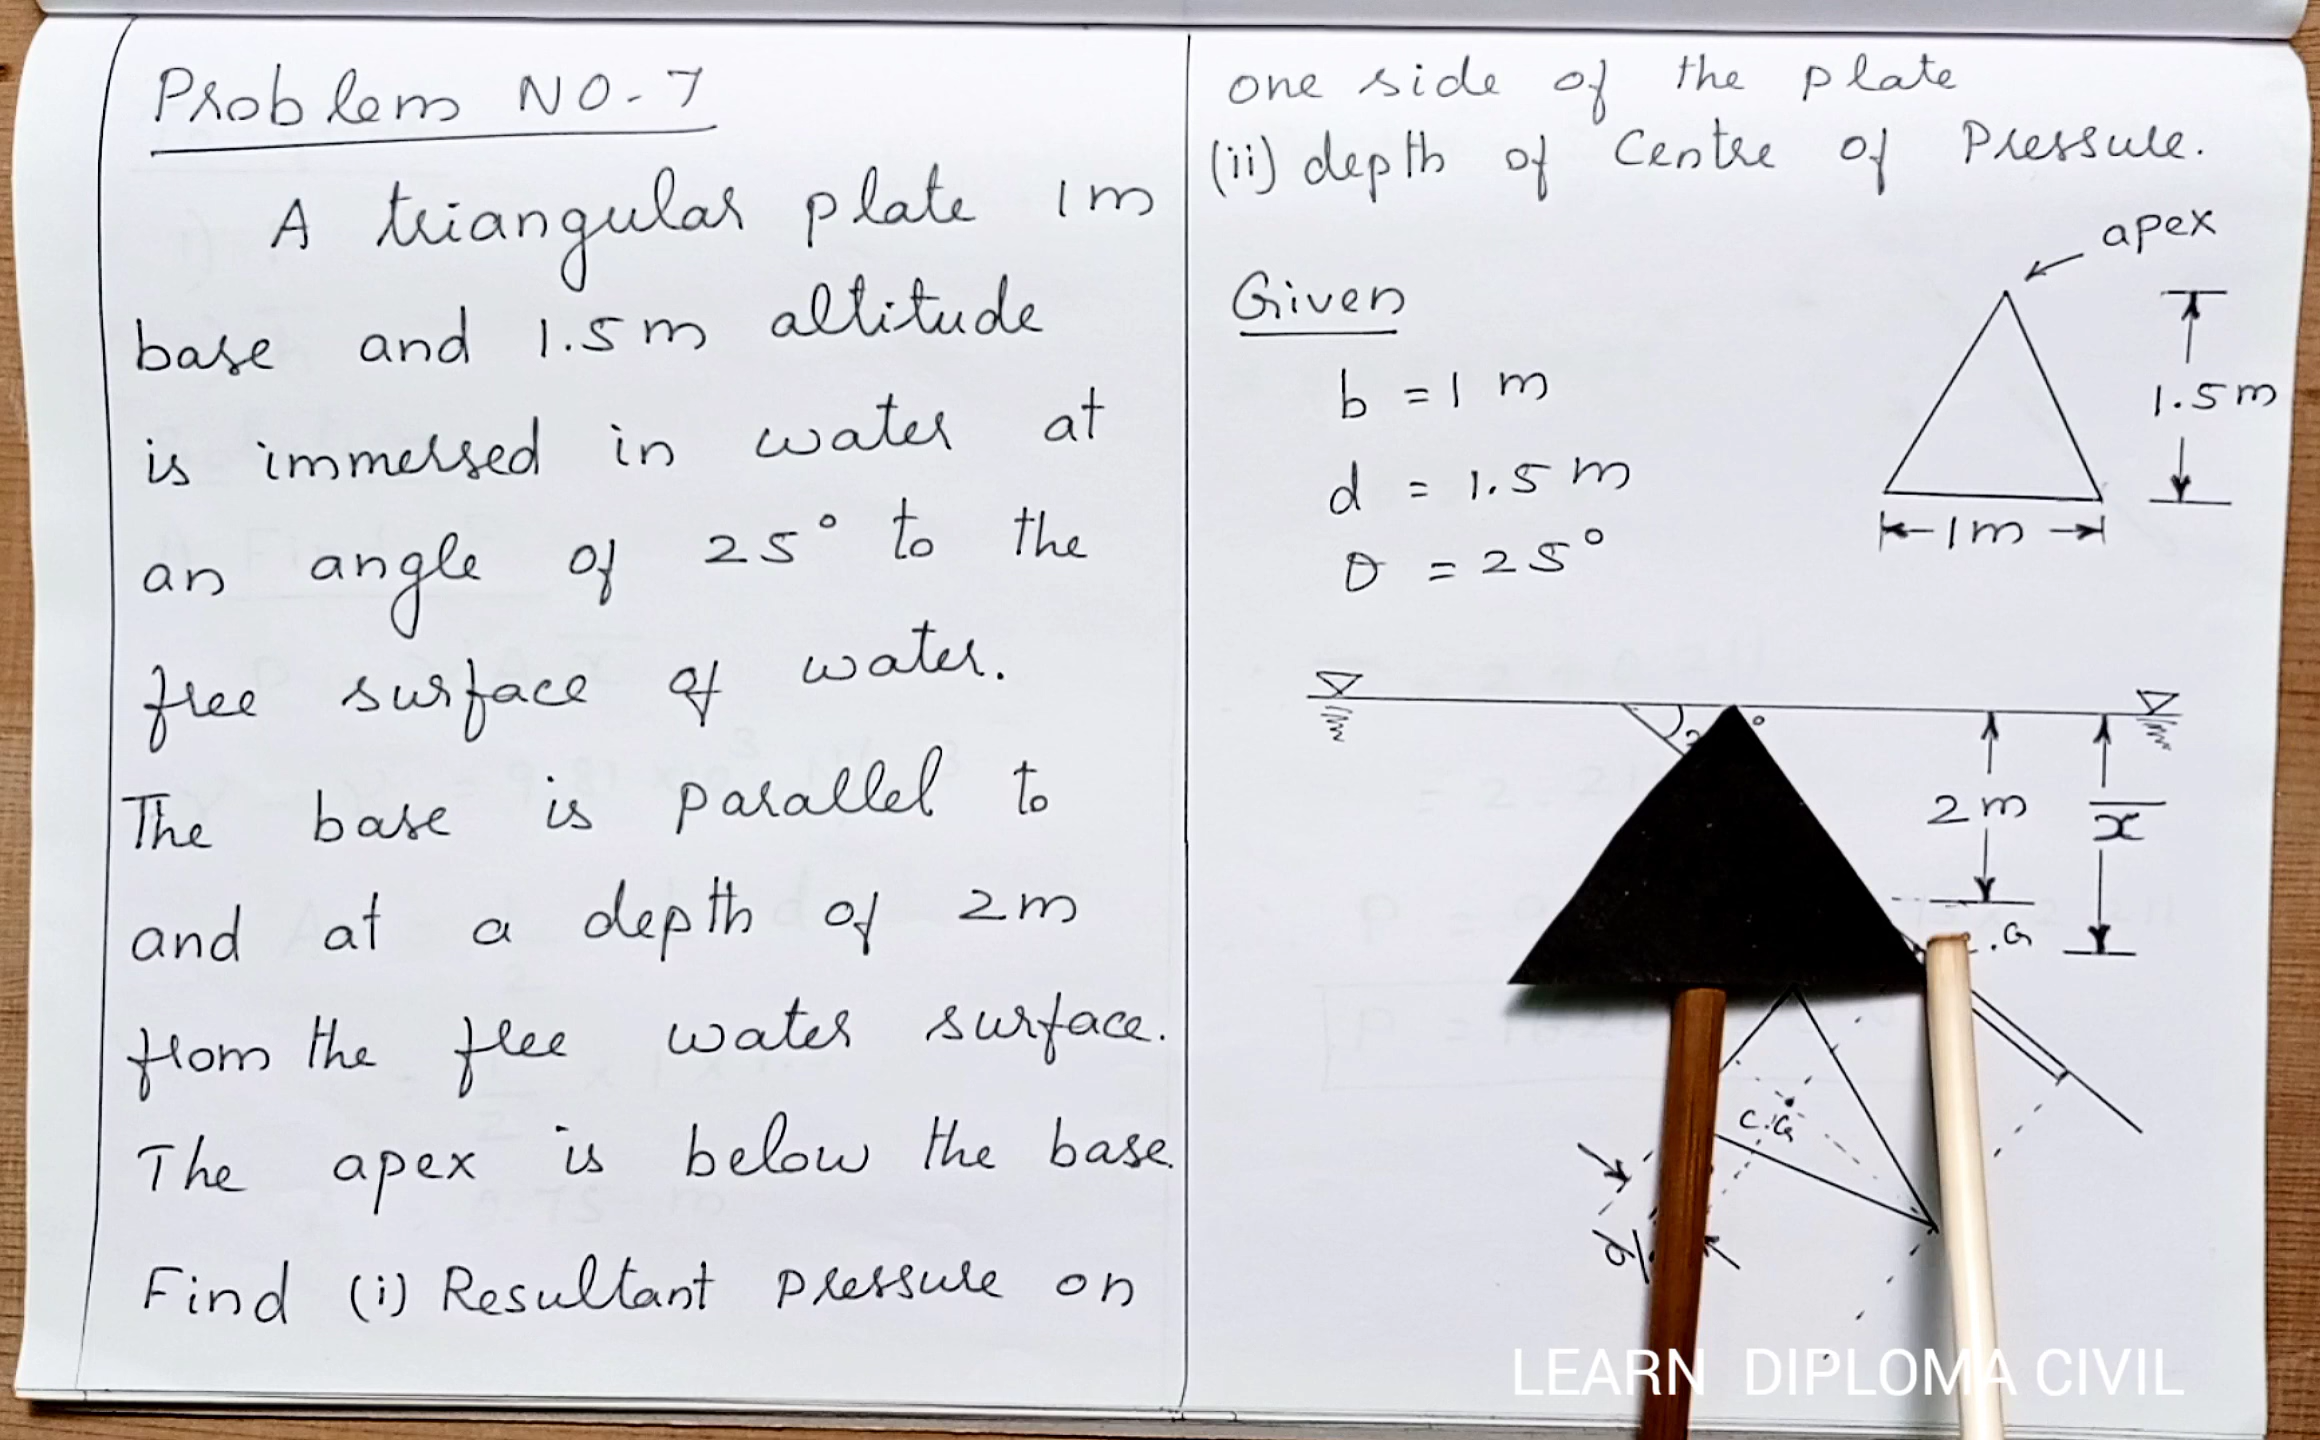 Problem NO-7
A triangular plate 1m
base and 1.5m altitude
is immersed in water at
an angle of 25° to the
free surface of water.
The base is parallel to
and at a depth of 2m
from the free water surface.
The apex is below the base.
Find (i) Resultant pressure on
one side of the plate
(ii) depth of Centre of Pressure.
apex
Given
b = 1 m
d = 1.5 m
θ = 25°
1.5m
1m
2m
x̄
.G
C.G
LEARN DIPLOMA CIVIL